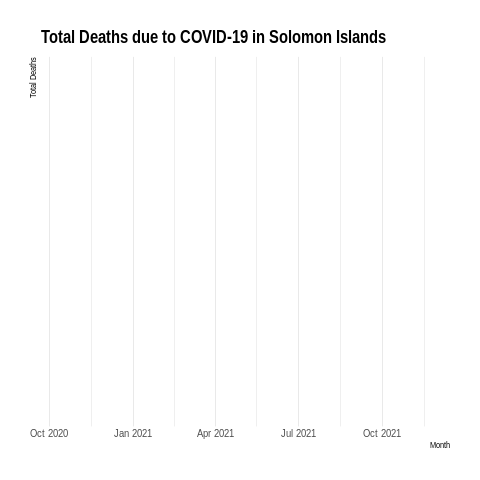 Total Deaths due to COVID-19 in Solomon Islands
Total Deaths
Oct 2020 Jan 2021 Apr 2021 Jul 2021 Oct 2021
Month